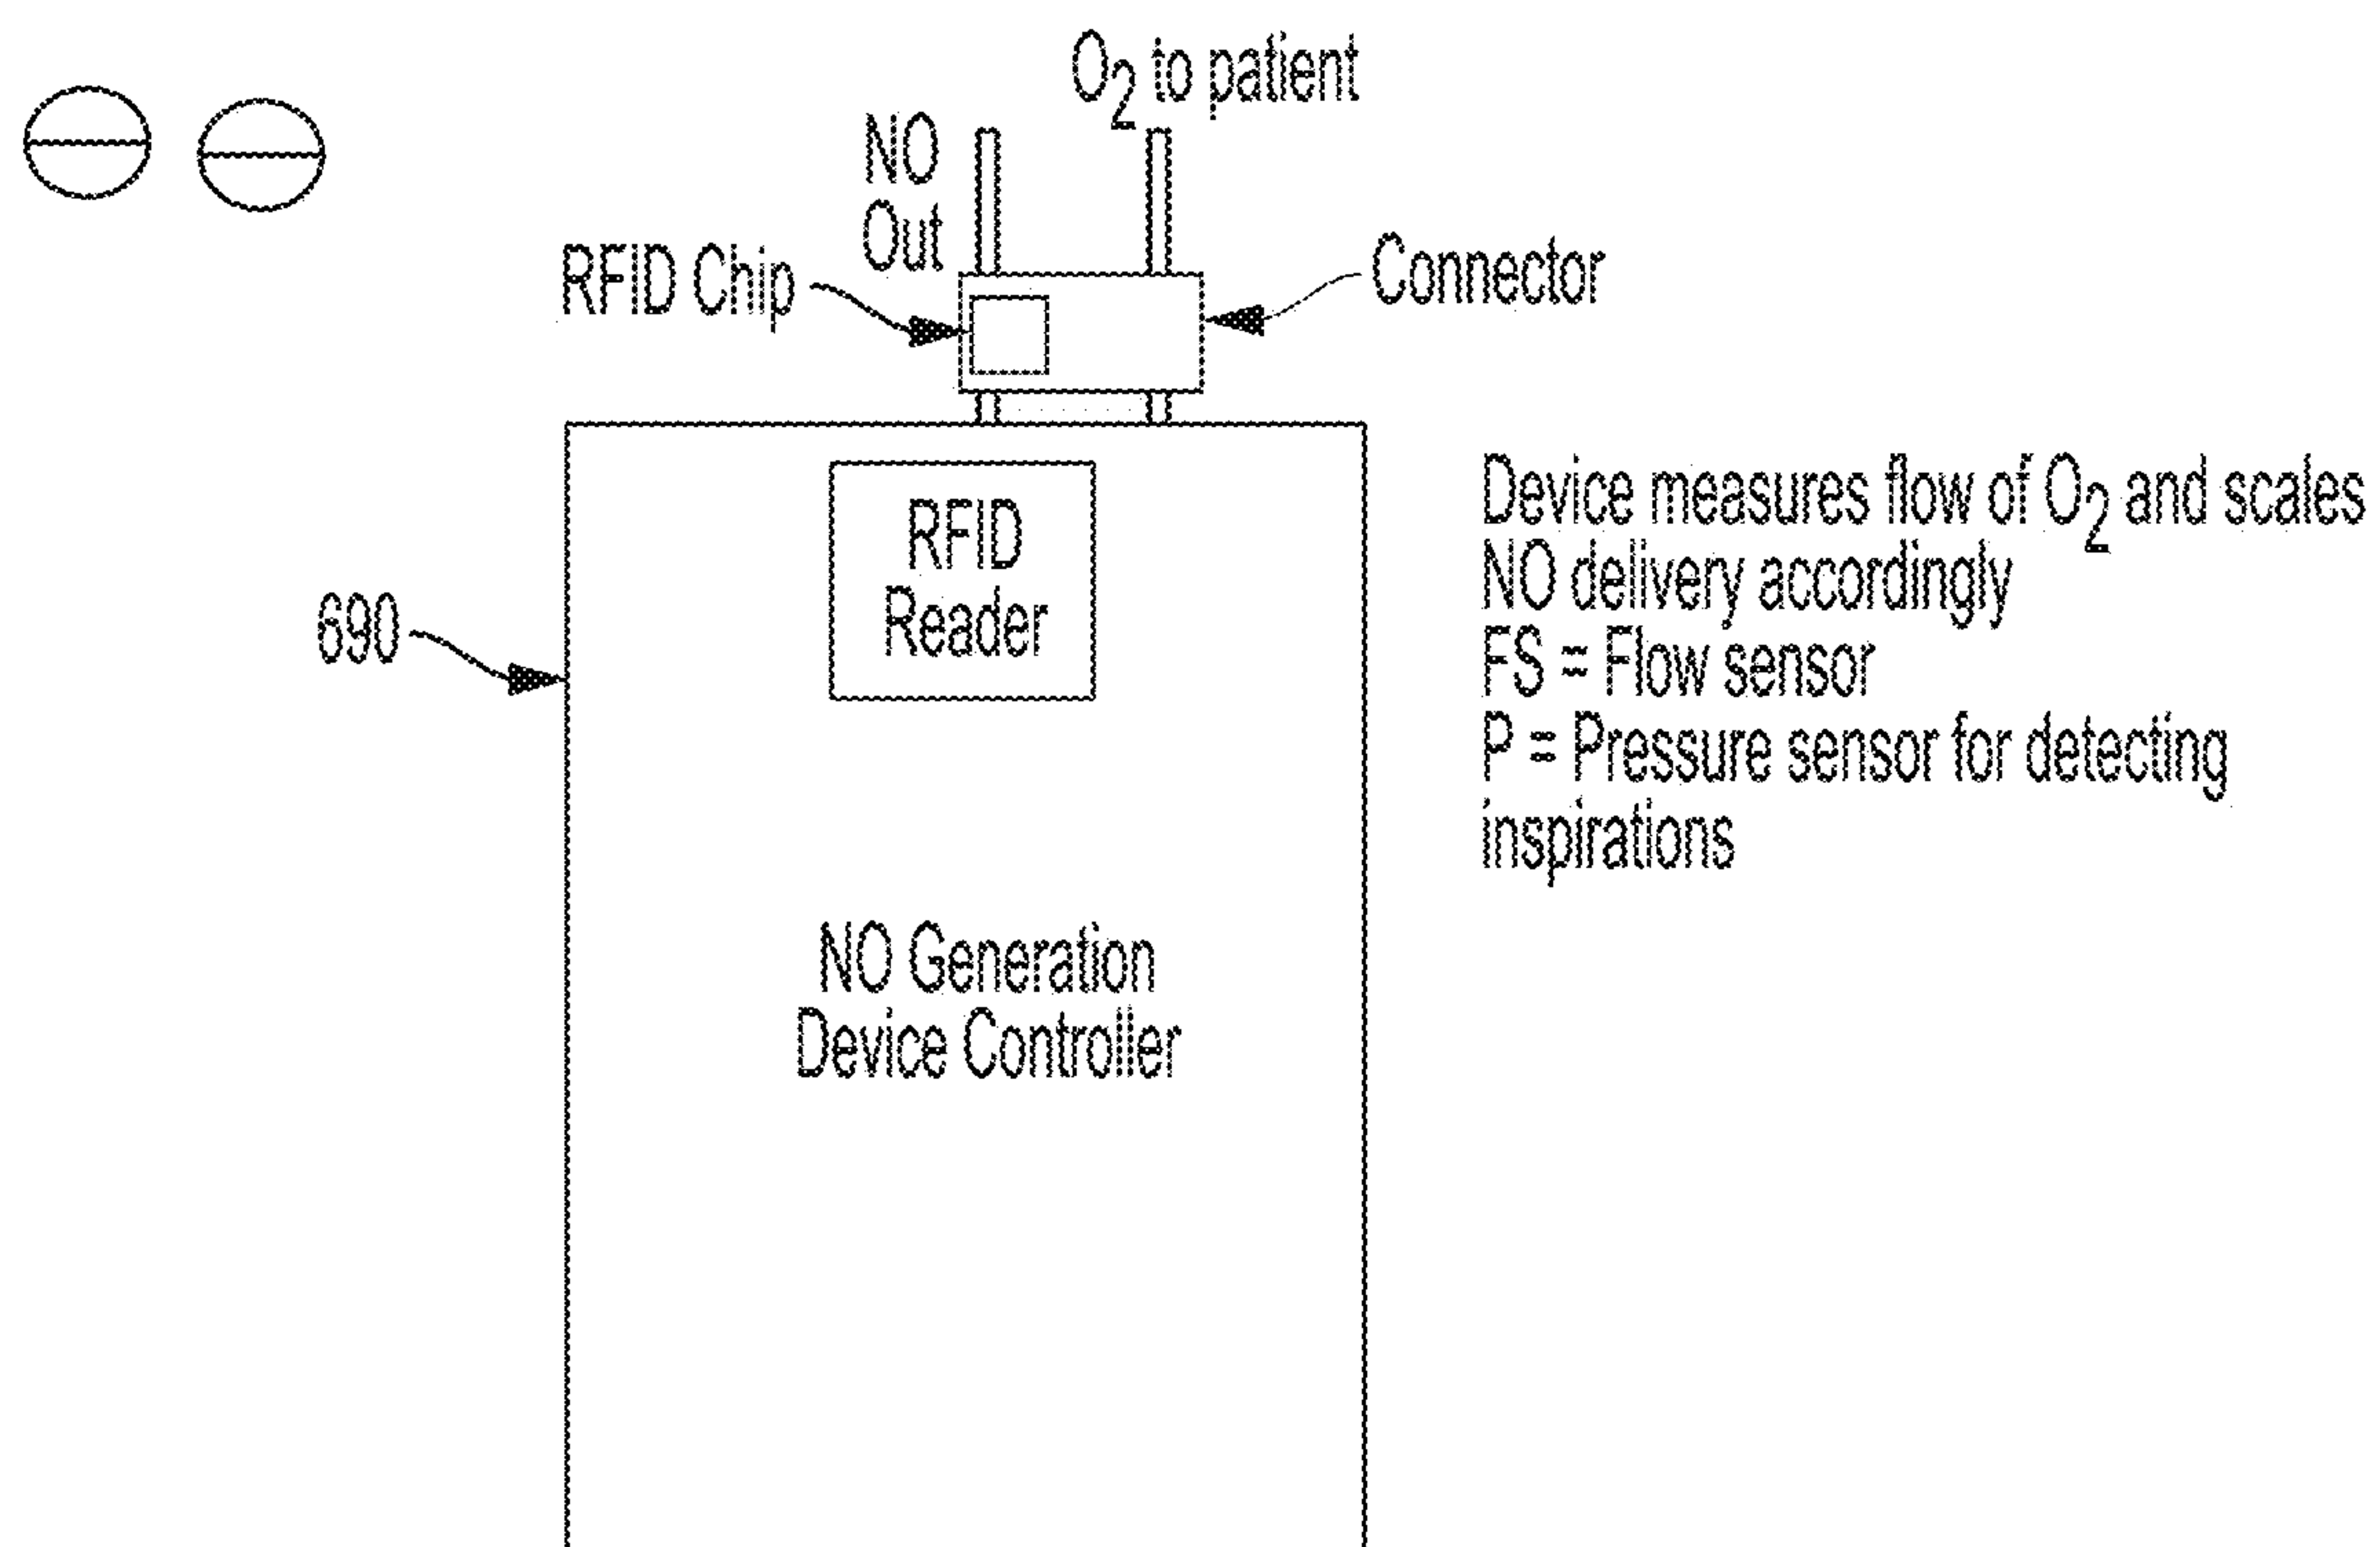 O2 to patient
NO
Out
RFID Chip
Connector
RFID
Reader
690
Device measures flow of O2 and scales
NO delivery accordingly
FS = Flow sensor
P = Pressure sensor for detecting
inspirations
NO Generation
Device Controller